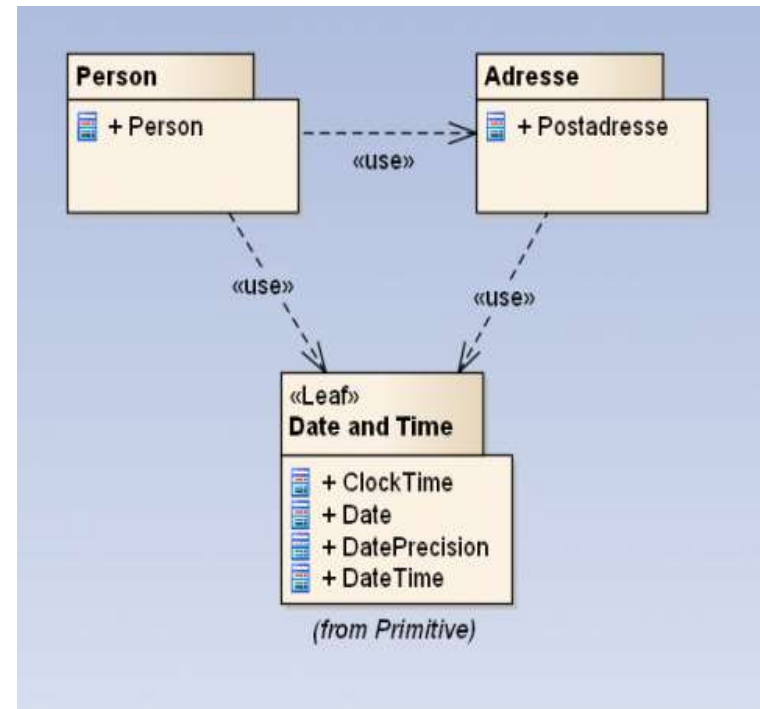 Person
+ Person
Adresse
+ Postadresse
«use»
«use»
«use»
«Leaf»
Date and Time
+ ClockTime
+ Date
+ DatePrecision
+ DateTime
(from Primitive)